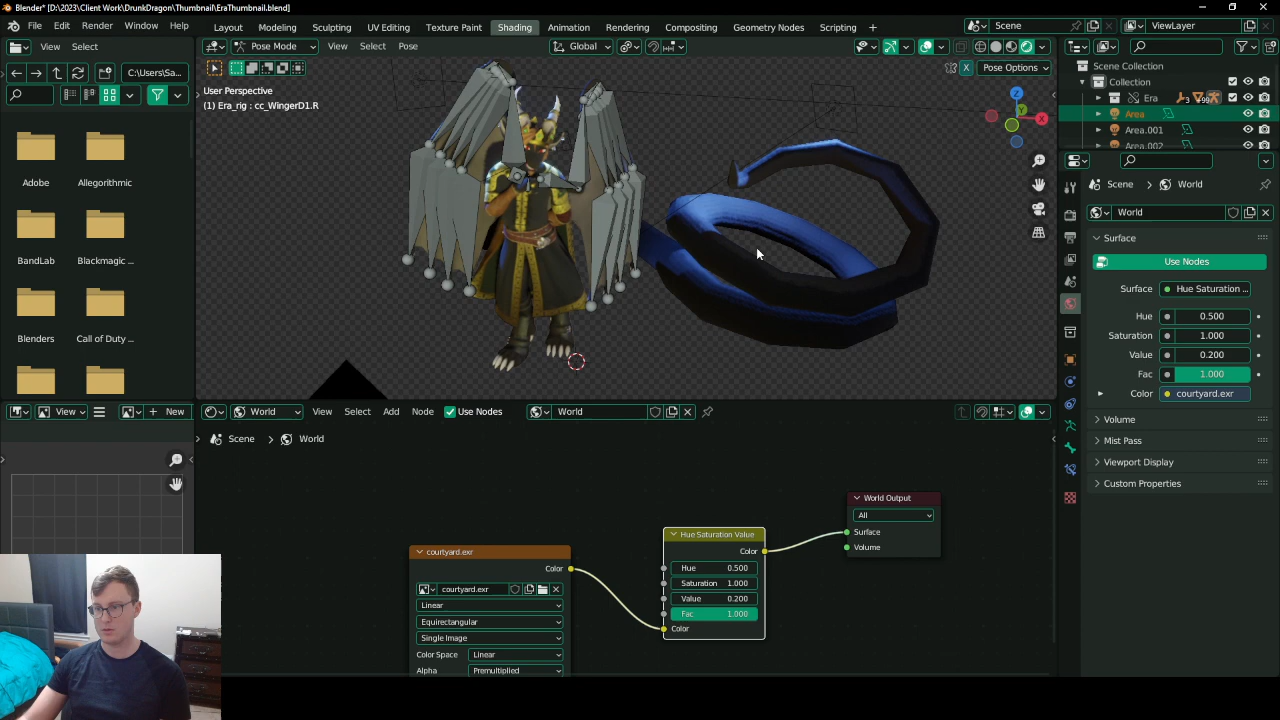 Blender* [D:\2023\Client Work\DrunkDragon\Thumbnail\EraThumbnail.blend]
File Edit Render Window Help Layout Modeling Sculpting UV Editing Texture Paint Shading Animation Rendering Compositing Geometry Nodes Scripting + Scene ViewLayer
View Select Pose Mode View Select Pose Global
C:\Users\Sa... X Pose Options
User Perspective
(1) Era_rig : cc_WingerD1.R
Z Y X
Adobe Allegorithmic
BandLab Blackmagic ...
Blenders Call of Duty ...
Scene Collection
Collection
Era
Area
Area.001
Area.002
Scene > World
World
Surface
Use Nodes
Surface Hue Saturation ...
Hue 0.500
Saturation 1.000
Value 0.200
Fac 1.000
Color courtyard.exr
Volume
Mist Pass
Viewport Display
Custom Properties
View New World View Select Add Node Use Nodes World
Scene > World
World Output
All
Surface
Volume
Hue Saturation Value
Color
Hue 0.500
Saturation 1.000
Value 0.200
Fac 1.000
Color
courtyard.exr
Color
courtyard.exr
Linear
Equirectangular
Single Image
Color Space Linear
Alpha Premultiplied